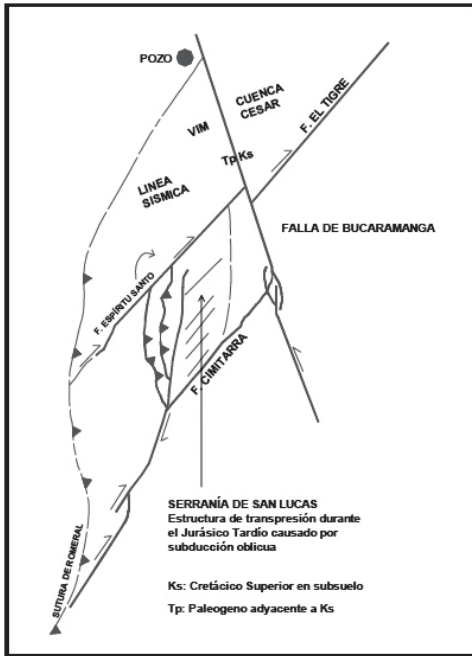 POZO
CUENCA
CESAR
F. EL TIGRE
VIM
Tp Ks
LINEA
SISMICA
FALLA DE BUCARAMANGA
F. ESPÍRITU SANTO
F. CIMITARRA
SERRANÍA DE SAN LUCAS
Estructura de transpresión durante
el Jurásico Tardío causado por
subducción oblicua
Ks: Cretácico Superior en subsuelo
Tp: Paleogeno adyacente a Ks
SUTURA DE ROMERAL